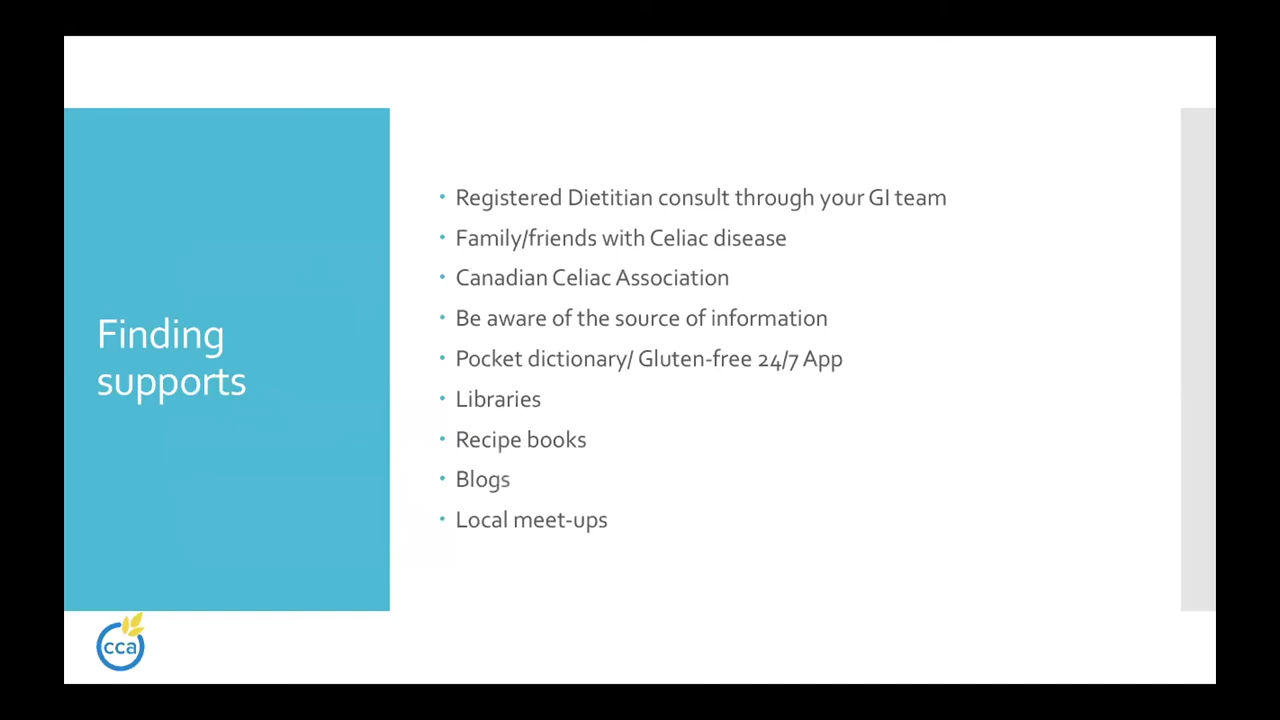 Finding
supports
Registered Dietitian consult through your GI team
Family/friends with Celiac disease
Canadian Celiac Association
Be aware of the source of information
Pocket dictionary/ Gluten-free 24/7 App
Libraries
Recipe books
Blogs
Local meet-ups
cca